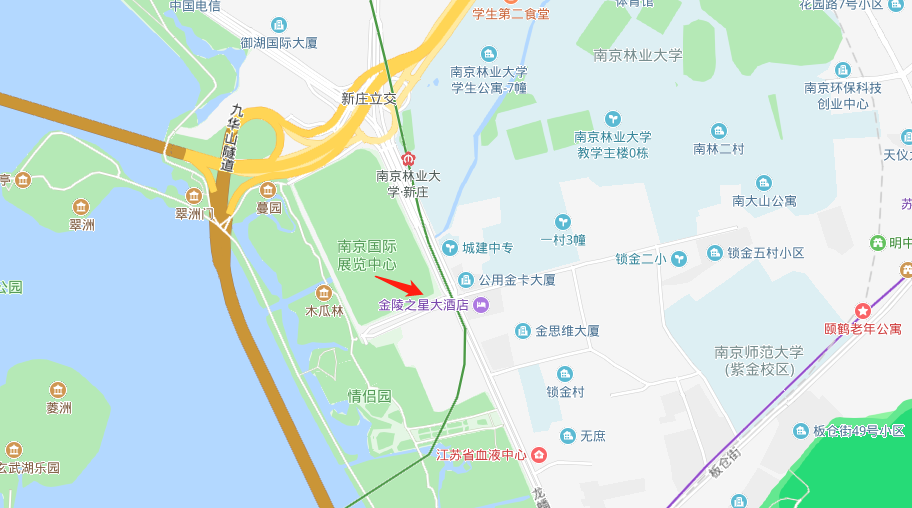 中国电信
学生第二食堂
体育馆
花园路7号小区
御湖国际大厦
南京林业大学
学生公寓-7幢
南京林业大学
新庄立交
南京环保科技
创业中心
九华山隧道
南京林业大学
教学主楼0栋
南林二村
天仪
南京林业大
学·新庄
亭
翠洲
翠洲门
蔓园
南大山公寓
苏
南京国际
展览中心
城建中专
一村3幢
锁金二小
锁金五村小区
明中
公园
公用金卡大厦
木瓜林
金陵之星大酒店
金思维大厦
颐鹤老年公寓
南京师范大学
(紫金校区)
情侣园
锁金村
菱洲
无庶
板仓街49号小区
江苏省血液中心
玄武湖乐园
板仓街
龙蟠